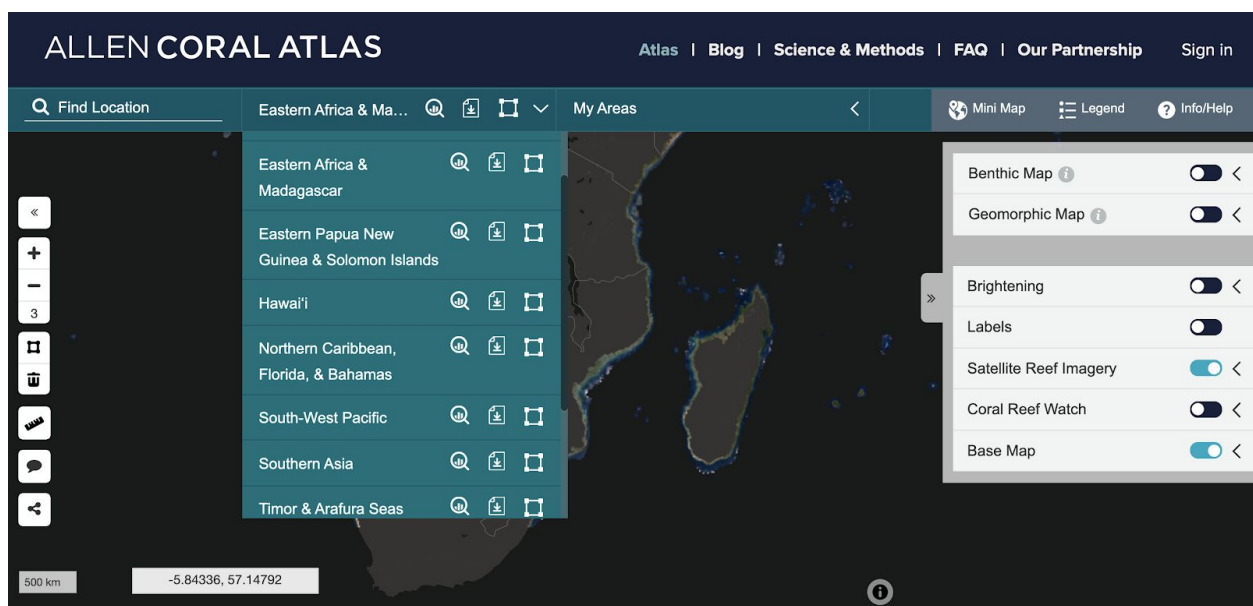 ALLEN CORAL ATLAS
Atlas | Blog | Science & Methods | FAQ | Our Partnership Sign in
Find Location
Eastern Africa & Ma...
My Areas
Mini Map
Legend
Info/Help
Eastern Africa &
Madagascar
Eastern Papua New
Guinea & Solomon Islands
Hawai‘i
Northern Caribbean,
Florida, & Bahamas
South-West Pacific
Southern Asia
Timor & Arafura Seas
3
Benthic Map
Geomorphic Map
Brightening
Labels
Satellite Reef Imagery
Coral Reef Watch
Base Map
500 km
-5.84336, 57.14792